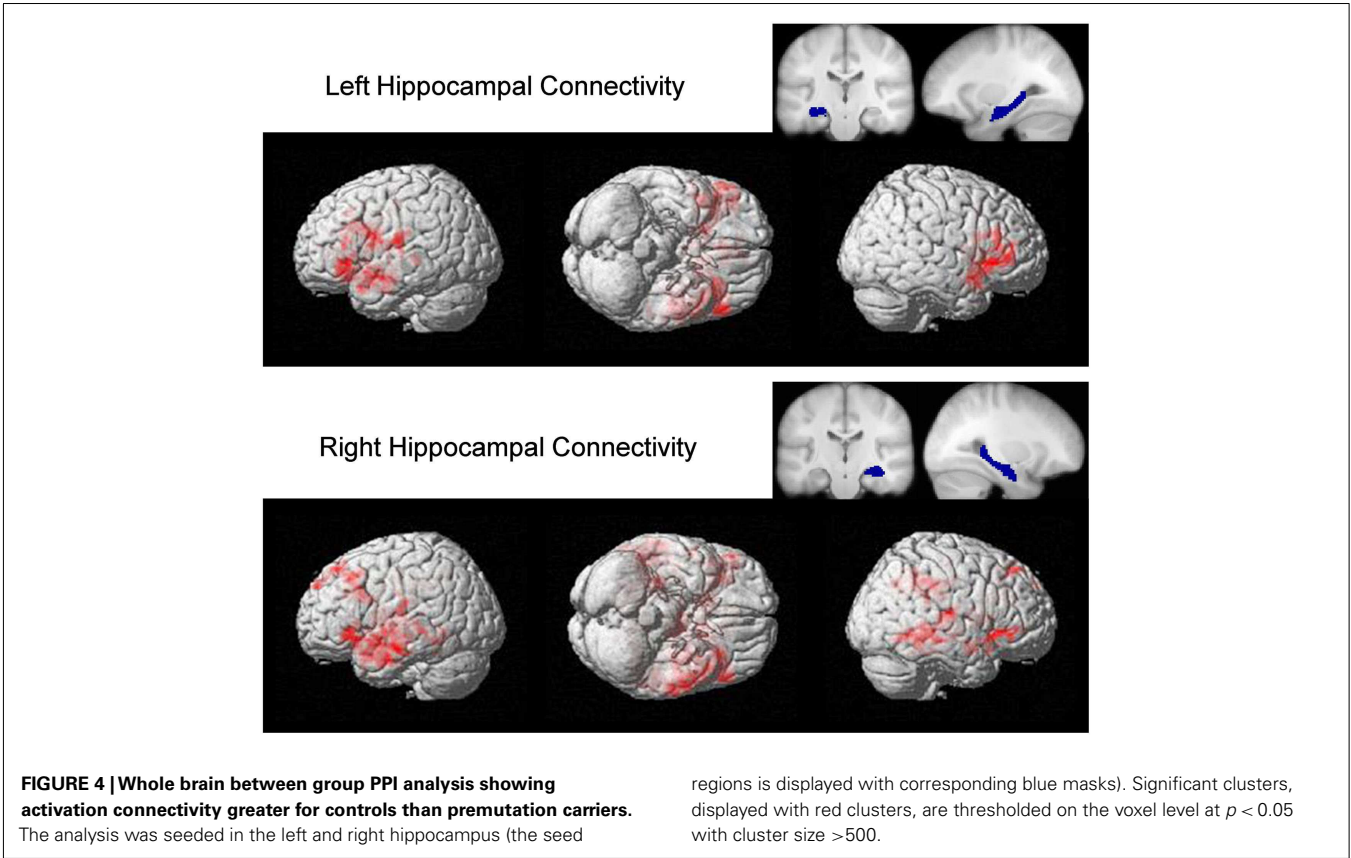 Left Hippocampal Connectivity
Right Hippocampal Connectivity
FIGURE 4 | Whole brain between group PPI analysis showing
activation connectivity greater for controls than premutation carriers.
The analysis was seeded in the left and right hippocampus (the seed
regions is displayed with corresponding blue masks). Significant clusters,
displayed with red clusters, are thresholded on the voxel level at p < 0.05
with cluster size >500.